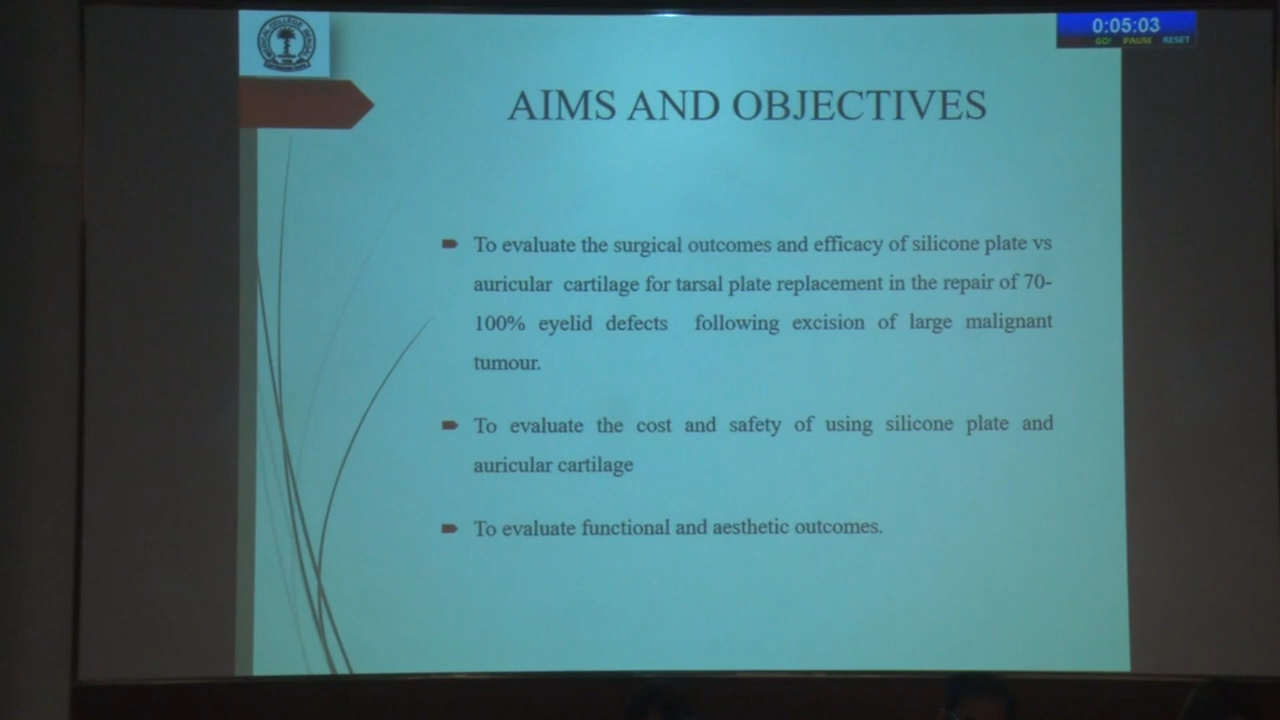 MEDICAL COLLEGE BENGAL
0:05:03
GO! PAUSE RESET
AIMS AND OBJECTIVES
To evaluate the surgical outcomes and efficacy of silicone plate vs
auricular cartilage for tarsal plate replacement in the repair of 70-
100% eyelid defects following excision of large malignant
tumour.
To evaluate the cost and safety of using silicone plate and
auricular cartilage
To evaluate functional and aesthetic outcomes.